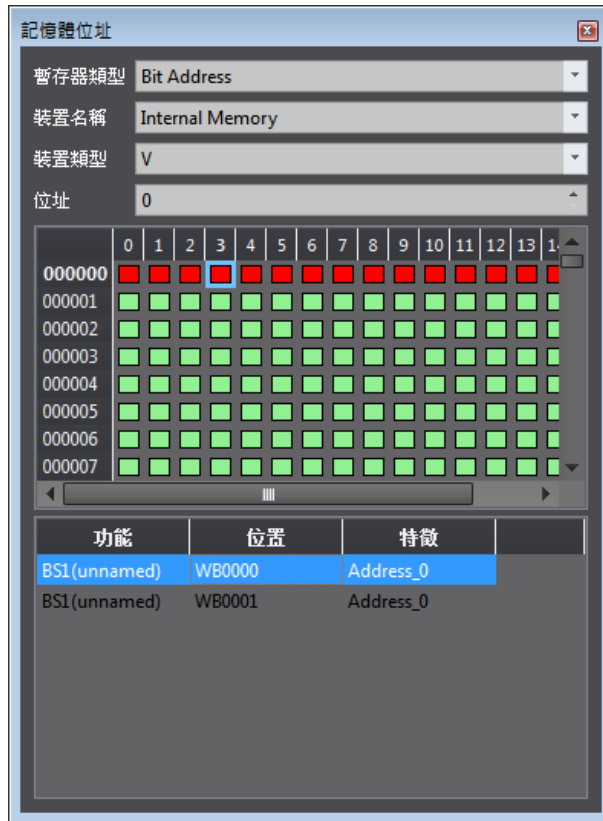 記憶體位址
暫存器類型 Bit Address
裝置名稱 Internal Memory
裝置類型 V
位址 0
0 1 2 3 4 5 6 7 8 9 10 11 12 13
000000
000001
000002
000003
000004
000005
000006
000007
功能 位置 特徵
BS1(unnamed) WB0000 Address_0
BS1(unnamed) WB0001 Address_0